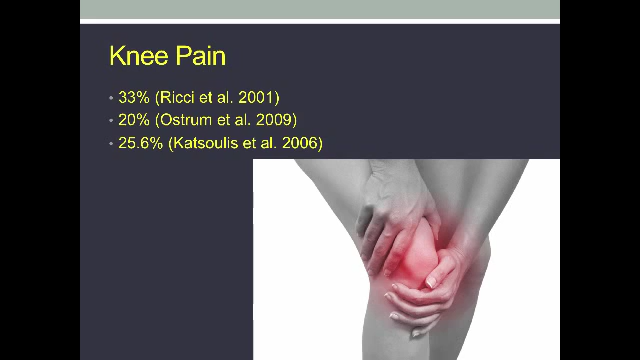 Knee Pain
• 33% (Ricci et al. 2001)
• 20% (Ostrum et al. 2009)
• 25.6% (Katsoulis et al. 2006)